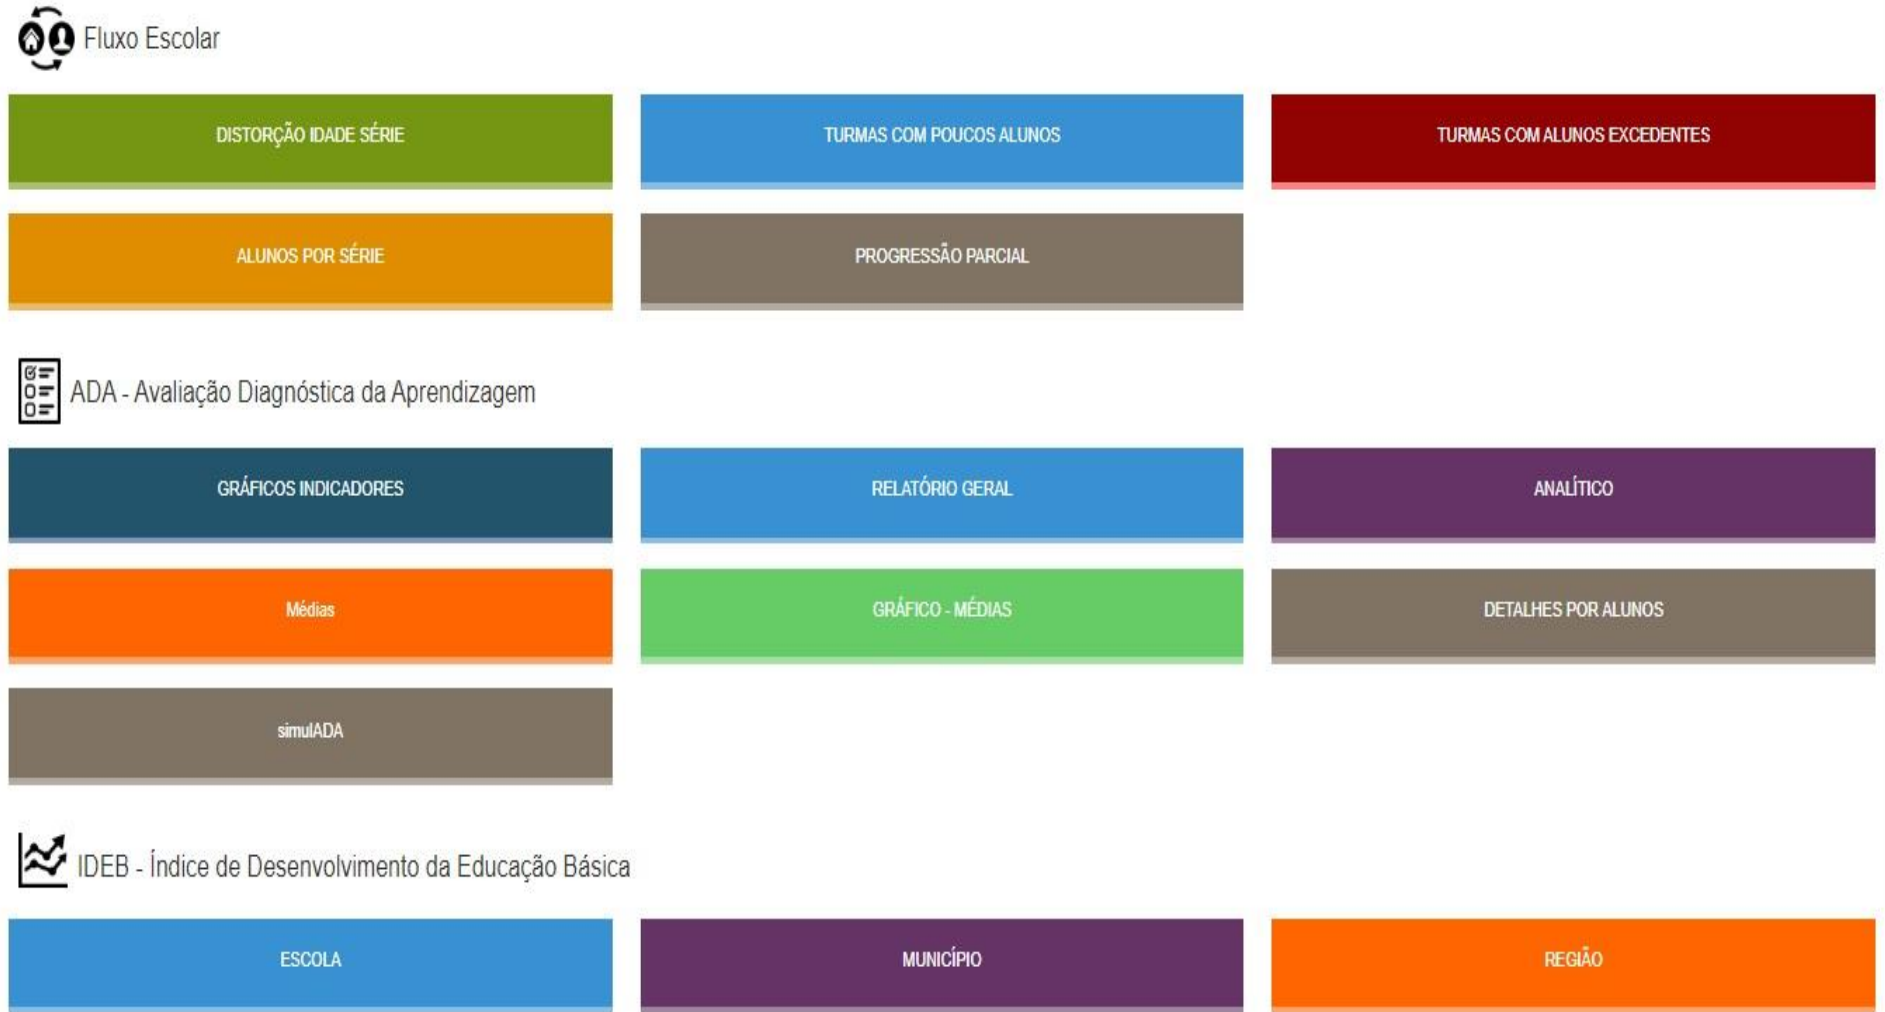 Fluxo Escolar
DISTORÇÃO IDADE SÉRIE
TURMAS COM POUCOS ALUNOS
TURMAS COM ALUNOS EXCEDENTES
ALUNOS POR SÉRIE
PROGRESSÃO PARCIAL
ADA - Avaliação Diagnóstica da Aprendizagem
GRÁFICOS INDICADORES
RELATÓRIO GERAL
ANALÍTICO
Médias
GRÁFICO - MÉDIAS
DETALHES POR ALUNOS
simulADA
IDEB - Índice de Desenvolvimento da Educação Básica
ESCOLA
MUNICÍPIO
REGIÃO